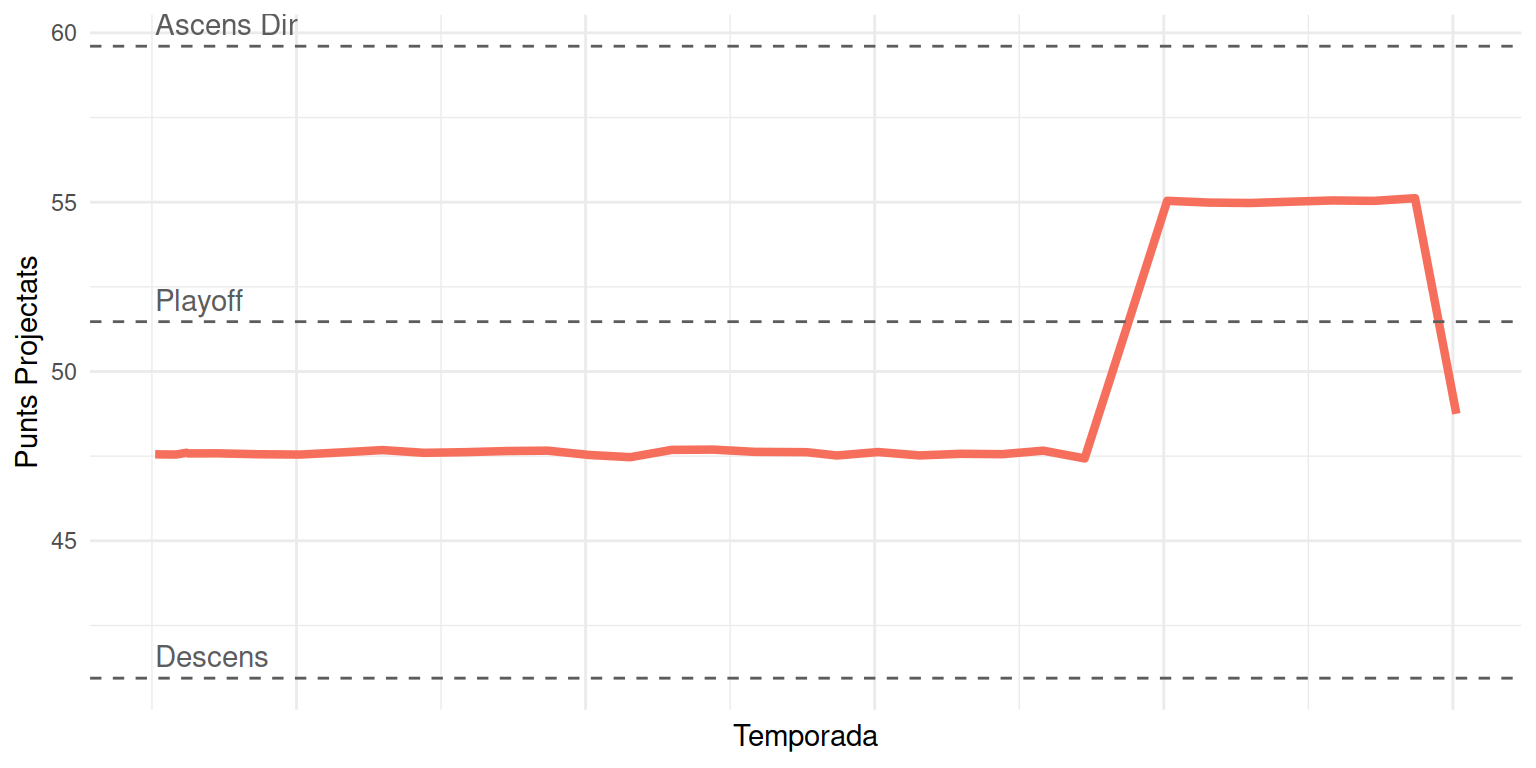 Ascens Dir
60
55
Playoff
50
45
Descens
Punts Projectats
Temporada